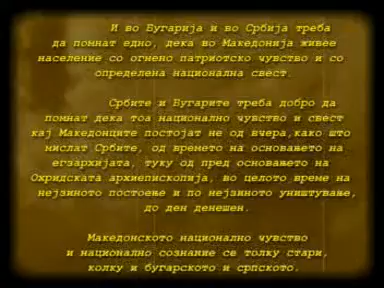 И во Бугарија и во Србија треба
да помнат едно, дека во Македонија живее
население со огнено патриотско чувство и со
определена национална свест.
Србите и Бугарите треба добро да
помнат дека тоа национално чувство и свест
кај Македонците постојат не од вчера,како што
мислат Србите, од времето на основањето на
егзархијата, туку од пред основањето на
Охридската архиепископија, во целото време на
нејзиното постоење и по нејзиното уништување,
до ден денешен.
Македонското национално чувство
и национално сознание се толку стари,
колку и бугарското и српското.